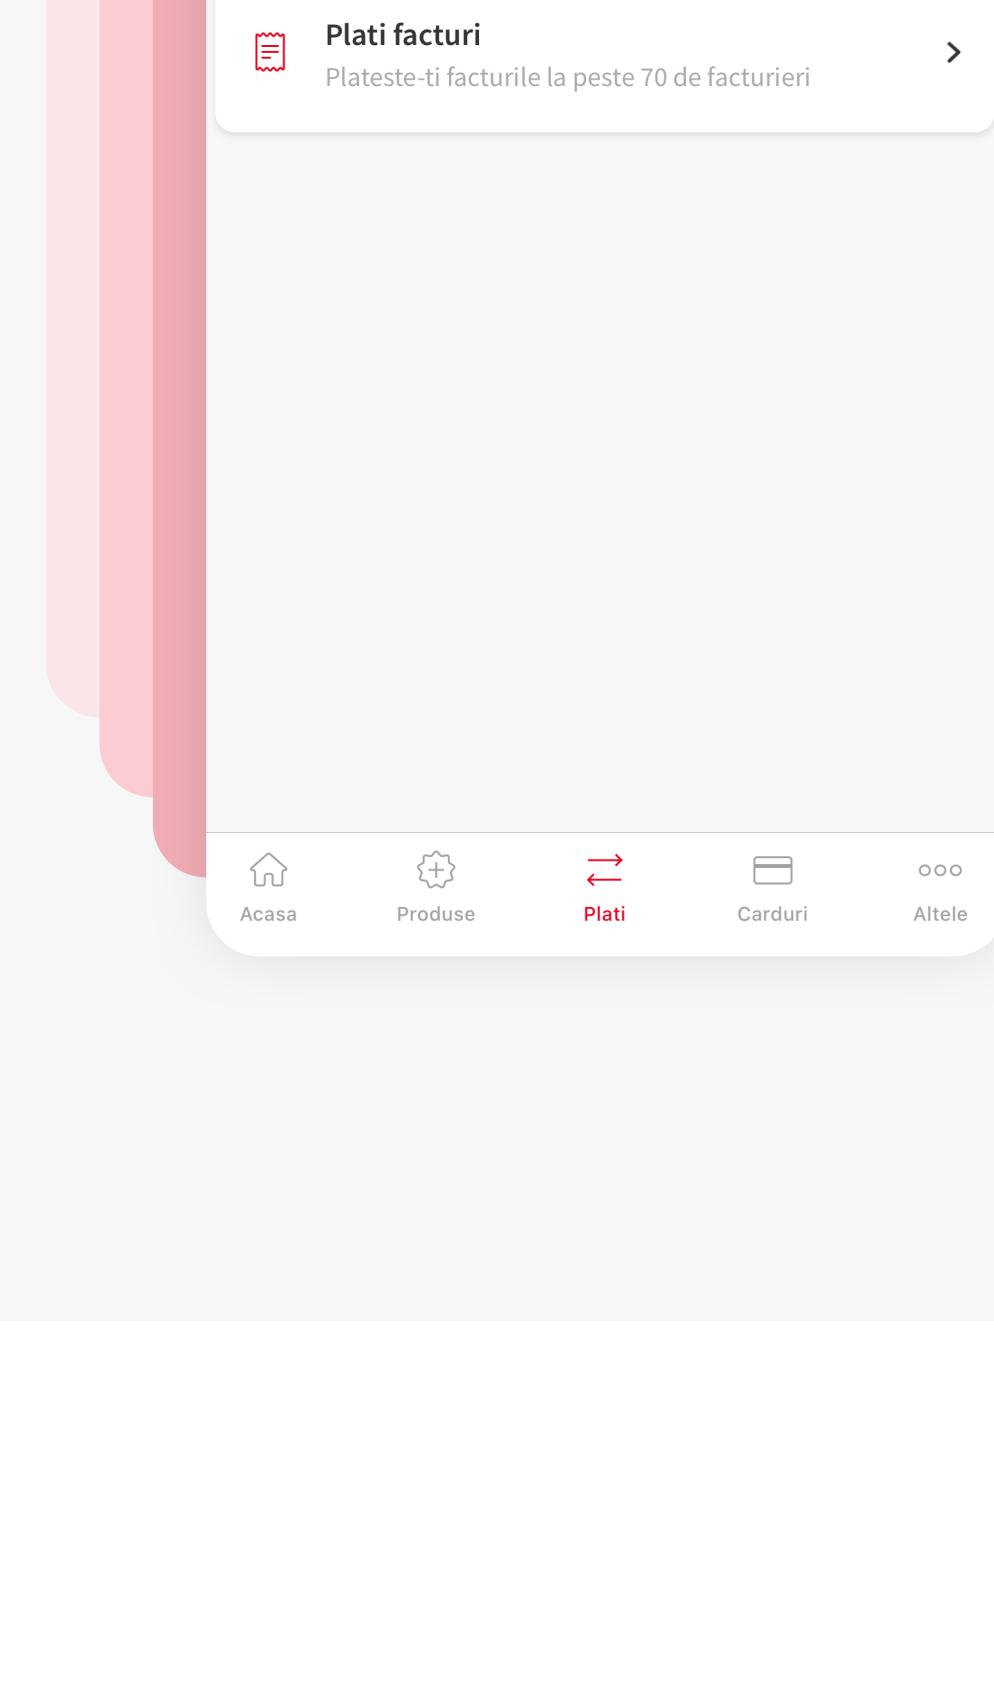 Plati facturi
Plateste-ti facturile la peste 70 de facturieri
Acasa
Produse
Plati
Carduri
Altele